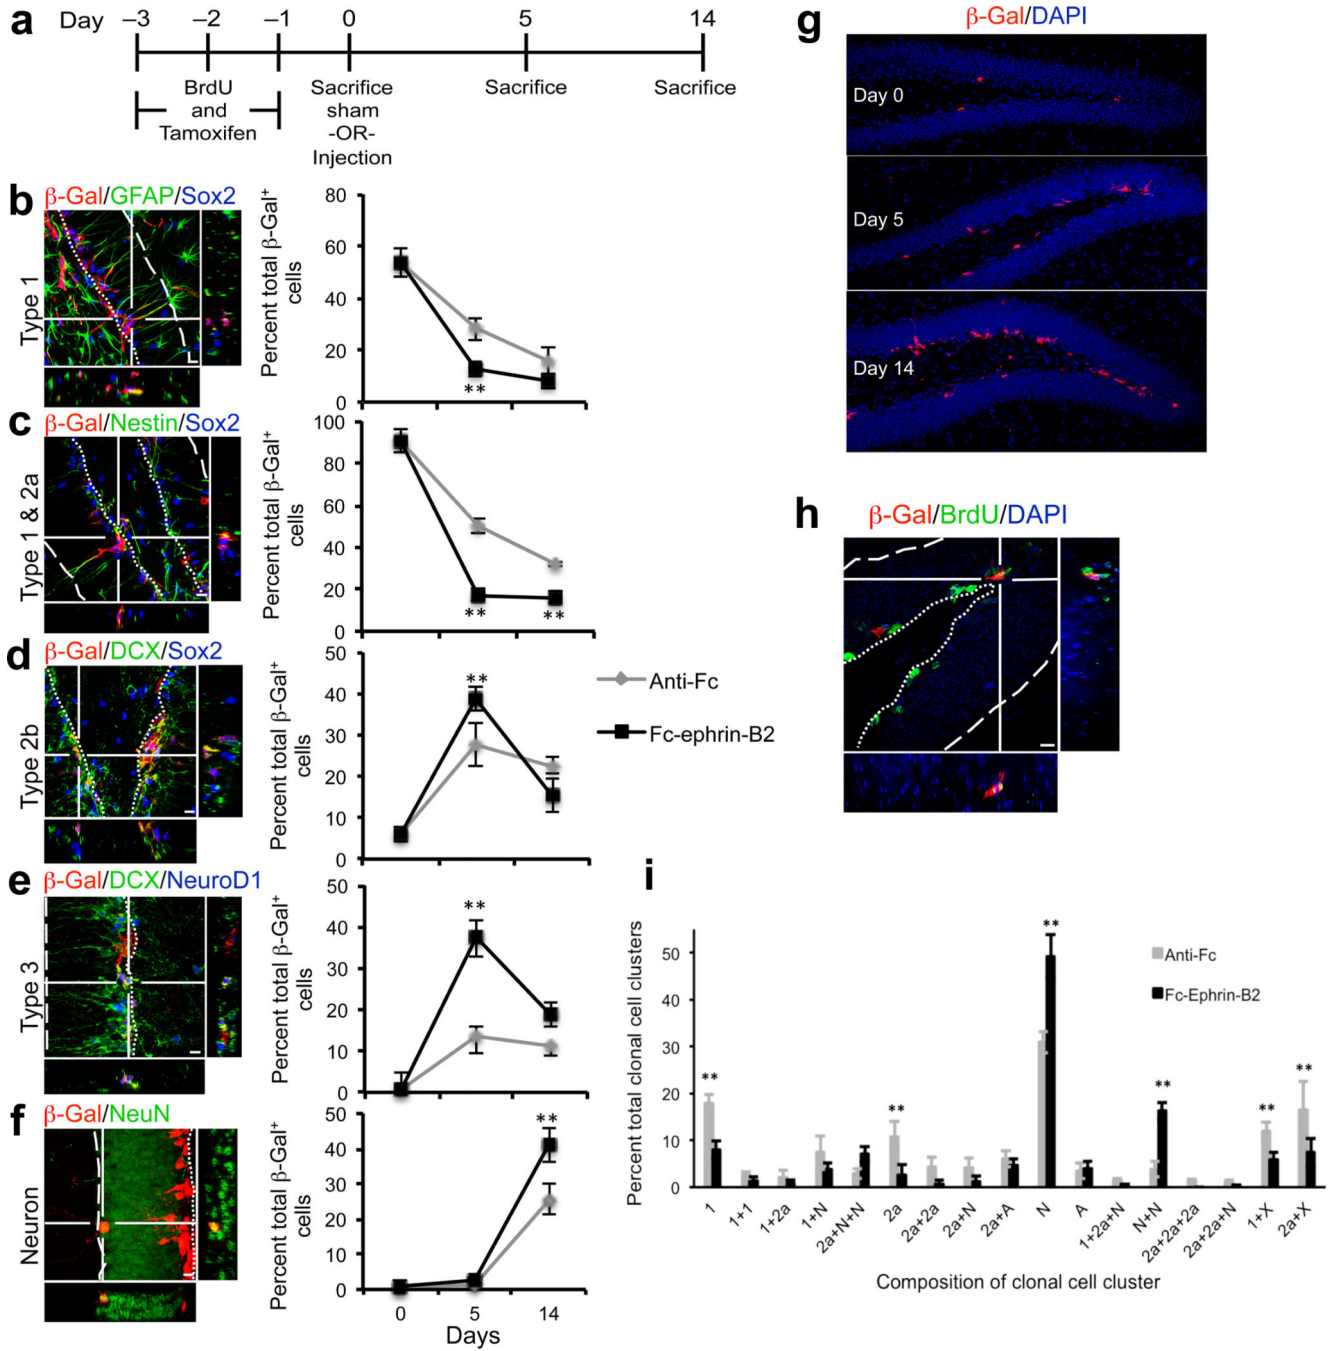 a
Day
−3
−2
−1
0
5
14
BrdU
and
Tamoxifen
Sacrifice
sham
-OR-
Injection
Sacrifice
Sacrifice
b
β-Gal/GFAP/Sox2
Type 1
Percent total β-Gal+
cells
80
60
40
20
0
**
c
β-Gal/Nestin/Sox2
Type 1 & 2a
Percent total β-Gal+
cells
100
80
60
40
20
0
**
**
d
β-Gal/DCX/Sox2
Type 2b
Percent total β-Gal+
cells
50
40
30
20
10
0
**
Anti-Fc
Fc-ephrin-B2
e
β-Gal/DCX/NeuroD1
Type 3
Percent total β-Gal+
cells
50
40
30
20
10
0
**
f
β-Gal/NeuN
Neuron
Percent total β-Gal+
cells
50
40
30
20
10
0
**
0
5
14
Days
g
β-Gal/DAPI
Day 0
Day 5
Day 14
h
β-Gal/BrdU/DAPI
i
Percent total clonal cell clusters
50
40
30
20
10
0
**
**
**
**
**
**
Anti-Fc
Fc-Ephrin-B2
1
1+1
1+2a
1+N
2a+N+N
2a
2a+2a
2a+N
2a+A
N
A
1+2a+N
N+N
2a+2a+2a
2a+2a+N
1+X
2a+X
Composition of clonal cell cluster